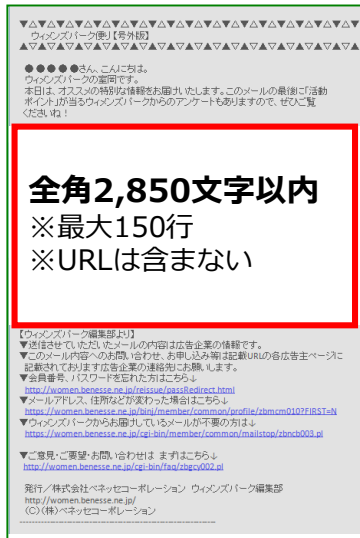 ▼△▼△▼△▼△▼△▼△▼△▼△▼△▼△▼△▼△▼△▼△▼
ウィメンズパーク便り【号外版】
▲▽▲▽▲▽▲▽▲▽▲▽▲▽▲▽▲▽▲▽▲▽▲▽▲▽▲▽▲
●●●●●さん、こんにちは。
ウィメンズパークの室岡です。
本日は、オススメの特別な情報をお届けいたします。このメールの最後に「活動
ポイント」が当るウィメンズパークからのアンケートもありますので、ぜひご覧
くださいね！
全角2,850文字以内
※最大150行
※URLは含まない
【ウィメンズパーク編集部より】
▼送信させていただいたメールの内容は広告企業の情報です。
▼このメール内容へのお問い合わせ、お申し込み等は記載URLの各広告主ページに
記載されております広告企業の連絡先にお願いします。
▼会員番号、パスワードを忘れた方はこちら↓
http://women.benesse.ne.jp/reissue/passRedirect.html
▼メールアドレス、住所などが変わった場合はこちら↓
https://women.benesse.ne.jp/binj/member/common/profile/zbmcm010?FIRST=N
▼ウィメンズパークからお届けしているメールが不要の方は↓
https://women.benesse.ne.jp/cgi-bin/member/common/mailstop/zbncb003.pl
▼ご意見・ご要望・お問い合わせは まずはこちら↓
http://women.benesse.ne.jp/cgi-bin/faq/zbgcy002.pl
発行／株式会社ベネッセコーポレーション ウィメンズパーク編集部
http://women.benesse.ne.jp/
（C）（株）ベネッセコーポレーション